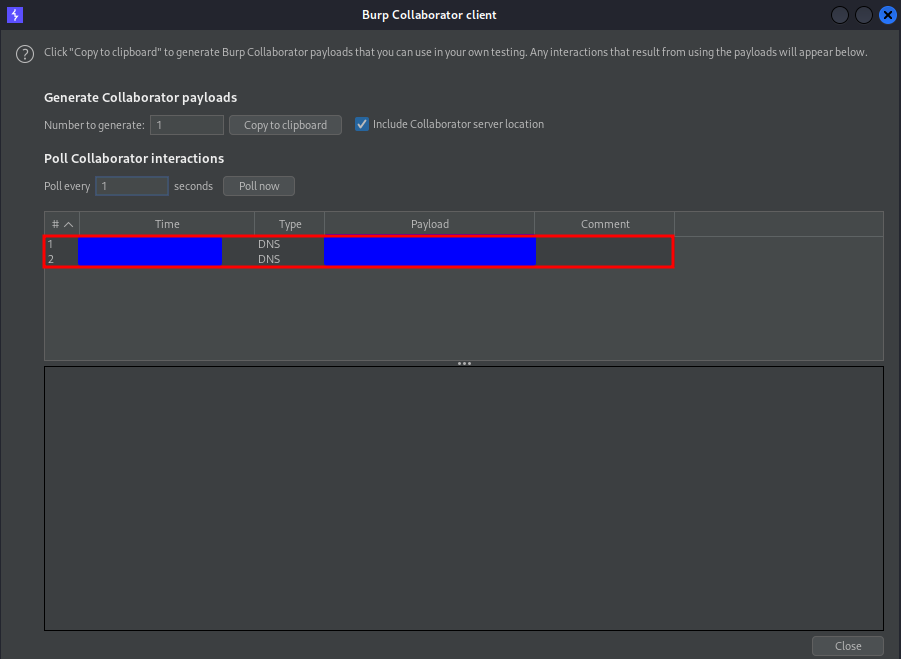 Burp Collaborator client
? Click "Copy to clipboard" to generate Burp Collaborator payloads that you can use in your own testing. Any interactions that result from using the payloads will appear below.
Generate Collaborator payloads
Number to generate: 1 Copy to clipboard Include Collaborator server location
Poll Collaborator interactions
Poll every 1 seconds Poll now
# Time Type Payload Comment
1 DNS
2 DNS
Close